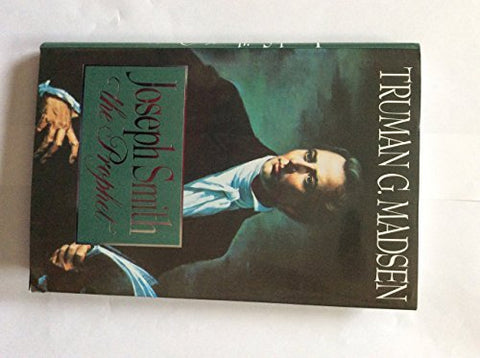 TRUMAN G. MADSEN
Joseph Smith
the Prophet